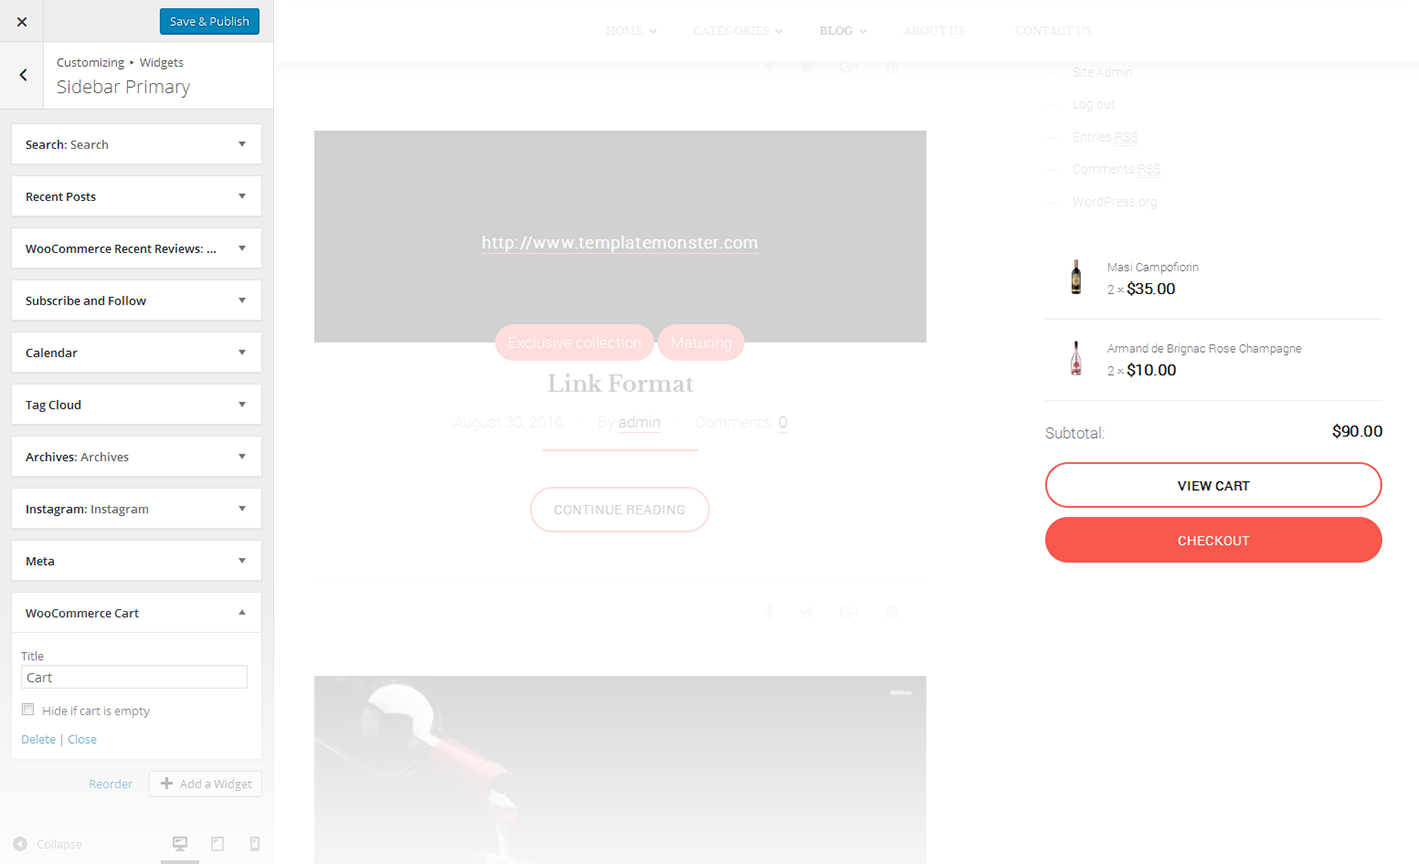 Save & Publish
Customizing ▸ Widgets
Sidebar Primary
Search: Search
Recent Posts
WooCommerce Recent Reviews: ...
Subscribe and Follow
Calendar
Tag Cloud
Archives: Archives
Instagram: Instagram
Meta
WooCommerce Cart
Title
Cart
Hide if cart is empty
Delete | Close
Reorder
Add a Widget
Collapse
HOME CATEGORIES BLOG ABOUT US CONTACT US
http://www.templatemonster.com
Exclusive collection Maturing
Link Format
August 30, 2016 By admin Comments: 0
CONTINUE READING
Site Admin
Log out
Entries RSS
Comments RSS
WordPress.org
Masi Campofiorin
2 × $35.00
Armand de Brignac Rose Champagne
2 × $10.00
Subtotal: $90.00
VIEW CART
CHECKOUT